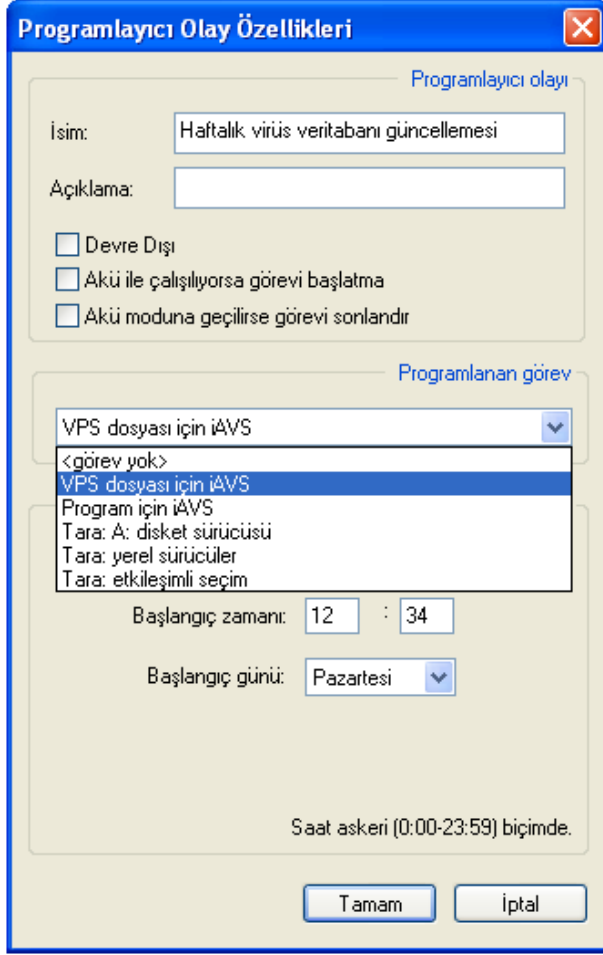 Programlayıcı Olay Özellikleri
Programlayıcı olayı
İsim: Haftalık virüs veritabanı güncellemesi
Açıklama:
Devre Dışı
Akü ile çalışılıyorsa görevi başlatma
Akü moduna geçilirse görevi sonlandır
Programlanan görev
VPS dosyası için iAVS
<görev yok>
VPS dosyası için iAVS
Program için iAVS
Tara: A: disket sürücüsü
Tara: yerel sürücüler
Tara: etkileşimli seçim
Başlangıç zamanı: 12 : 34
Başlangıç günü: Pazartesi
Saat askeri (0:00-23:59) biçimde.
Tamam İptal